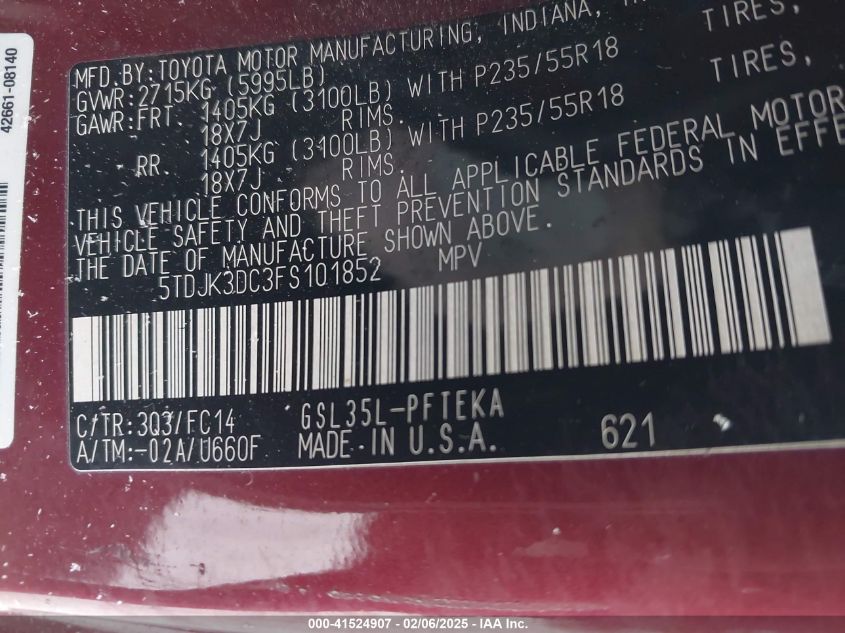 42661-08140
MFD. BY: TOYOTA MOTOR MANUFACTURING, INDIANA,
GVWR: 2715KG (5995LB)
GAWR: FRT. 1405KG (3100LB) WITH P235/55R18 TIRES,
18X7J RIMS.
RR. 1405KG (3100LB) WITH P235/55R18 TIRES,
18X7J RIMS.
THIS VEHICLE CONFORMS TO ALL APPLICABLE FEDERAL MOTOR
VEHICLE SAFETY AND THEFT PREVENTION STANDARDS IN EFFE
THE DATE OF MANUFACTURE SHOWN ABOVE.
5TDJK3DC3FS101852 MPV
C/TR: 3Q3/FC14 GSL35L-PFTEKA
A/TM: -02A/U660F MADE IN U.S.A. 621
000-41524907 - 02/06/2025 - IAA Inc.